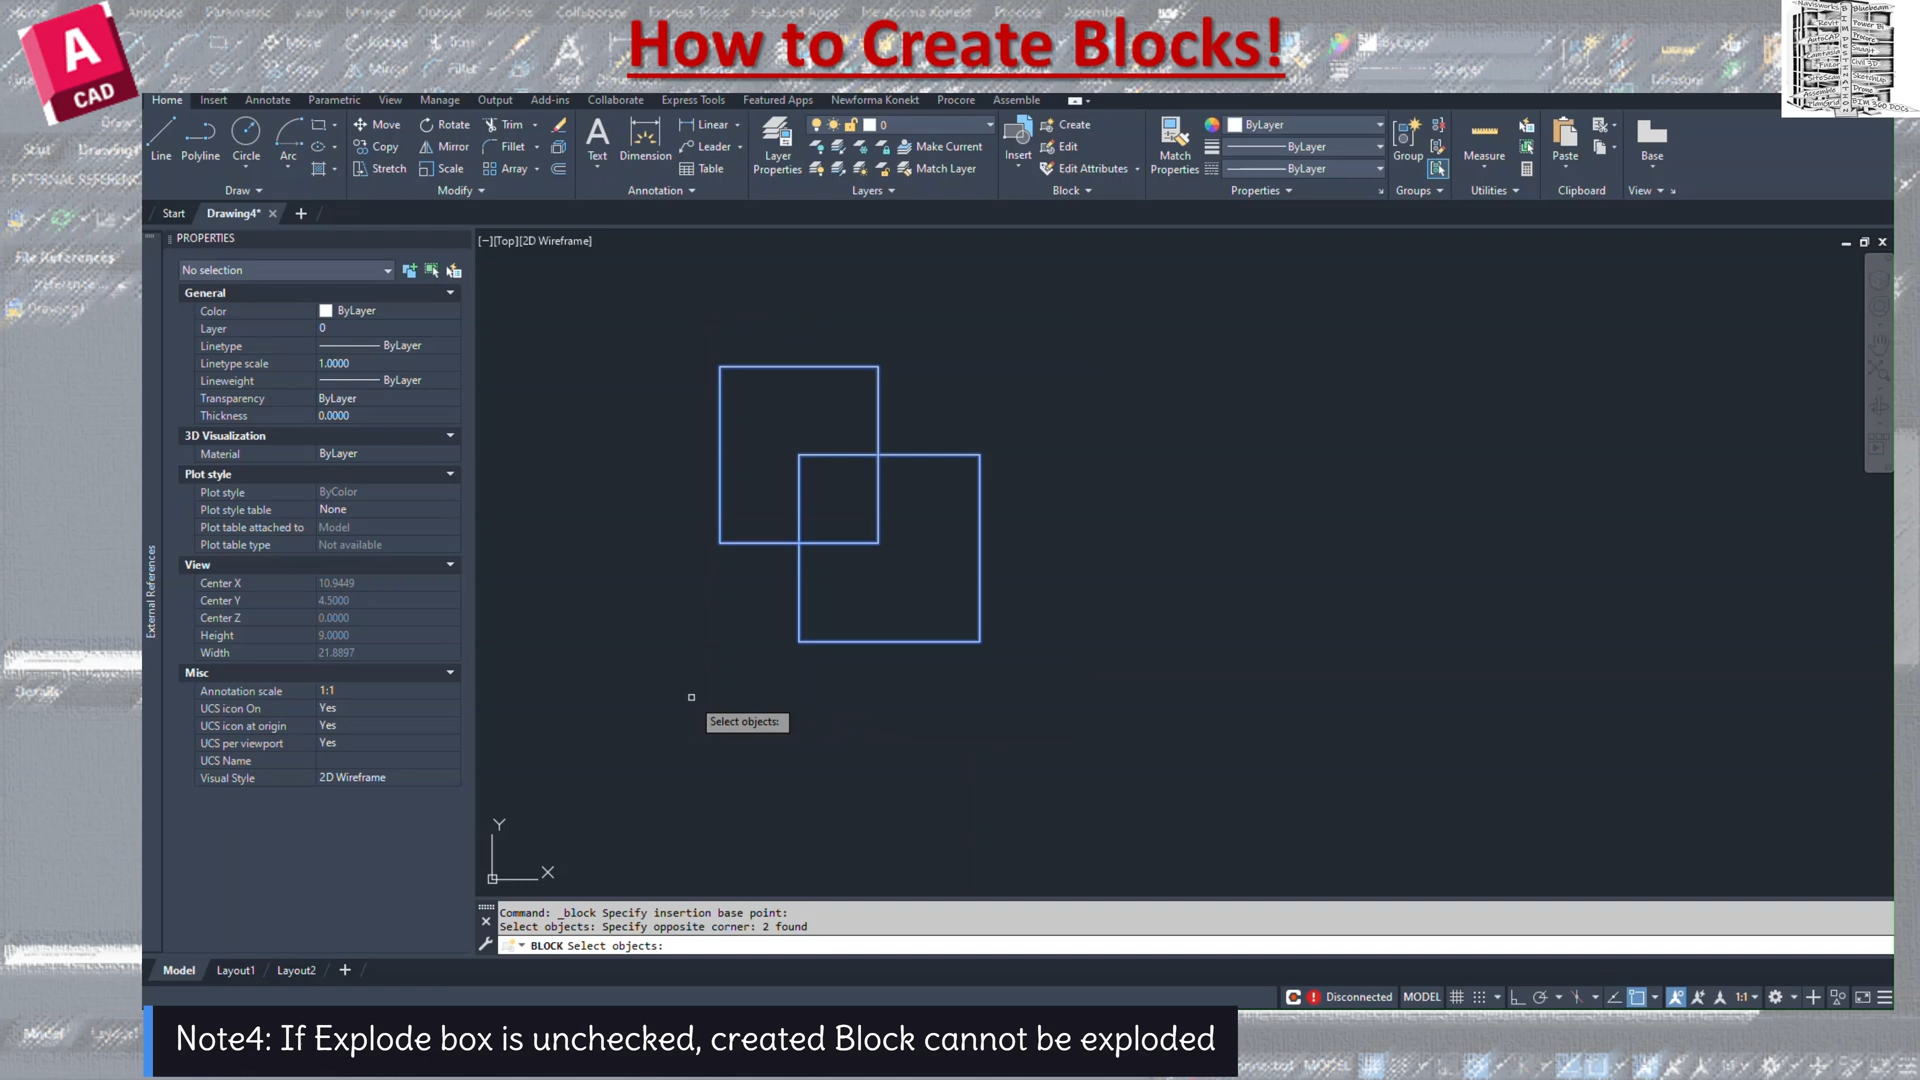 How to Create Blocks!
A
CAD
Home Insert Annotate Parametric View Manage Output Add-ins Collaborate Express Tools Featured Apps Newforma Konekt Procore Assemble
Line Polyline Circle Arc
Move Rotate Trim
Copy Mirror Fillet
Stretch Scale Array
Text Dimension
Linear
Leader
Table
Layer Properties
0
Make Current
Match Layer
Insert
Create
Edit
Edit Attributes
Match Properties
ByLayer
ByLayer
ByLayer
Group Measure Paste Base
Draw Modify Annotation Layers Block Properties Groups Utilities Clipboard View
Start Drawing4*
PROPERTIES
No selection
General
Color ByLayer
Layer 0
Linetype ByLayer
Linetype scale 1.0000
Lineweight ByLayer
Transparency ByLayer
Thickness 0.0000
3D Visualization
Material ByLayer
Plot style
Plot style ByColor
Plot style table None
Plot table attached to Model
Plot table type Not available
View
Center X 10.9449
Center Y 4.5000
Center Z 0.0000
Height 9.0000
Width 21.8897
Misc
Annotation scale 1:1
UCS icon On Yes
UCS icon at origin Yes
UCS per viewport Yes
UCS Name
Visual Style 2D Wireframe
External References
[−][Top][2D Wireframe]
Select objects:
Y
X
Command: _block Specify insertion base point:
Select objects: Specify opposite corner: 2 found
BLOCK Select objects:
Model Layout1 Layout2
Disconnected MODEL 1:1
Note4: If Explode box is unchecked, created Block cannot be exploded